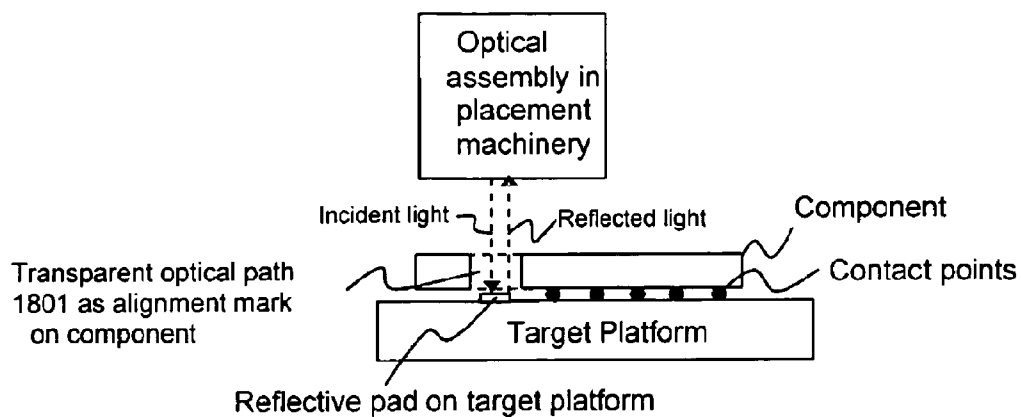 Optical
assembly in
placement
machinery
Incident light
Reflected light
Component
Transparent optical path
1801 as alignment mark
on component
Contact points
Target Platform
Reflective pad on target platform